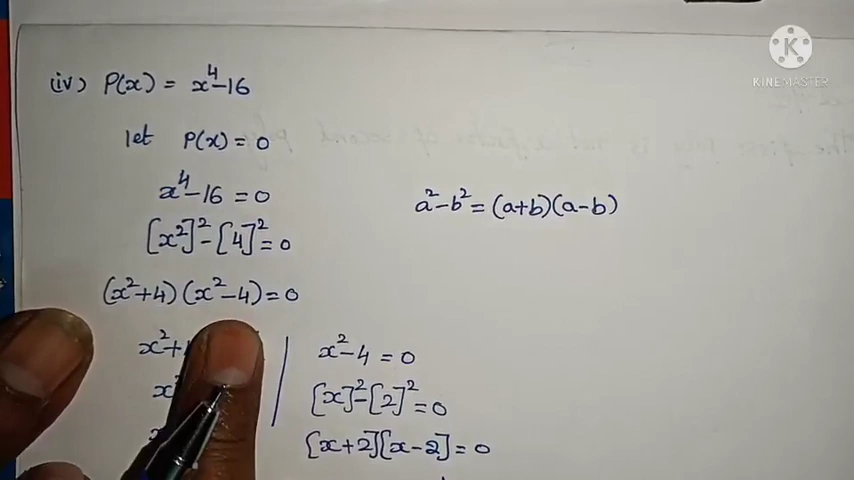 (iv) P(x) = x⁴-16
let P(x) = 0
x⁴-16 = 0
[x²]²-[4]² = 0
a²-b² = (a+b)(a-b)
(x²+4)(x²-4) = 0
x²+
x²-4 = 0
[x]²-[2]² = 0
[x+2][x-2] = 0
KINEMASTER